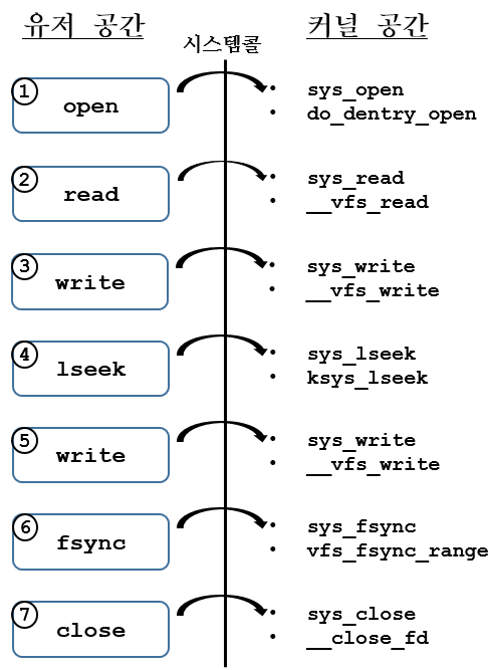 유저 공간
시스템콜
커널 공간
① open
• sys_open
• do_dentry_open
② read
• sys_read
• __vfs_read
③ write
• sys_write
• __vfs_write
④ lseek
• sys_lseek
• ksys_lseek
⑤ write
• sys_write
• __vfs_write
⑥ fsync
• sys_fsync
• vfs_fsync_range
⑦ close
• sys_close
• __close_fd